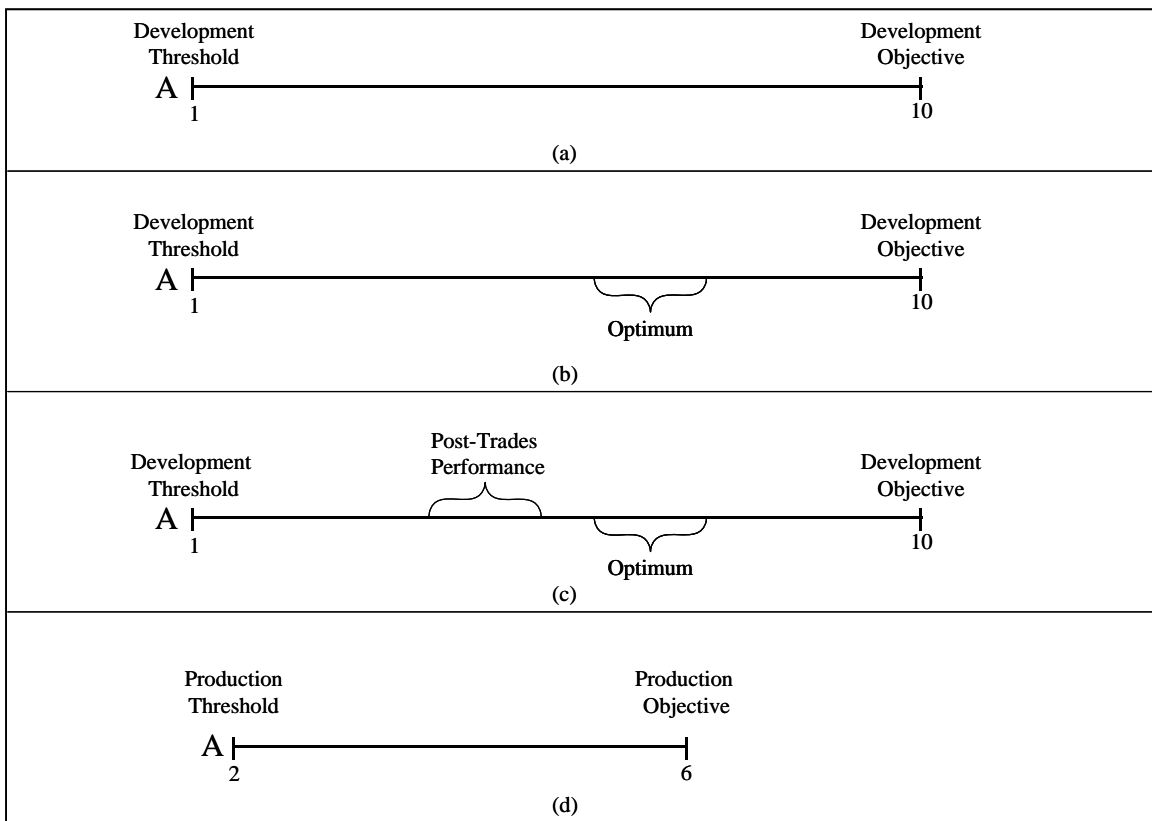 Development
Threshold
Development
Objective
A
1
10
(a)
Development
Threshold
Development
Objective
A
1
10
Optimum
(b)
Post-Trades
Performance
Development
Threshold
Development
Objective
A
1
10
Optimum
(c)
Production
Threshold
Production
Objective
A
2
6
(d)